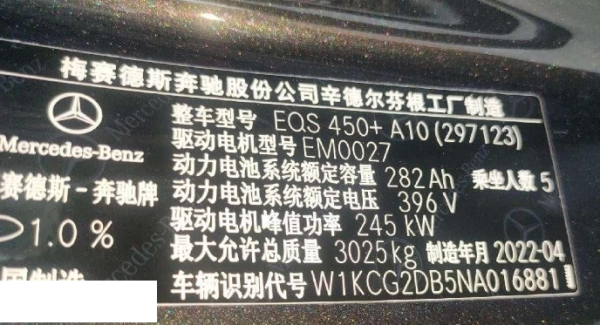 梅赛德斯奔驰股份公司辛德尔芬根工厂制造
整车型号 EQS 450+ A10 (297123)
驱动电机型号 EM0027
Mercedes-Benz
动力电池系统额定容量 282Ah 乘坐人数 5
赛德斯-奔驰牌
动力电池系统额定电压 396 V
驱动电机峰值功率 245 kW
1.0 %
最大允许总质量 3025kg 制造年月 2022-04
国制造
车辆识别代号 W1KCG2DB5NA016881